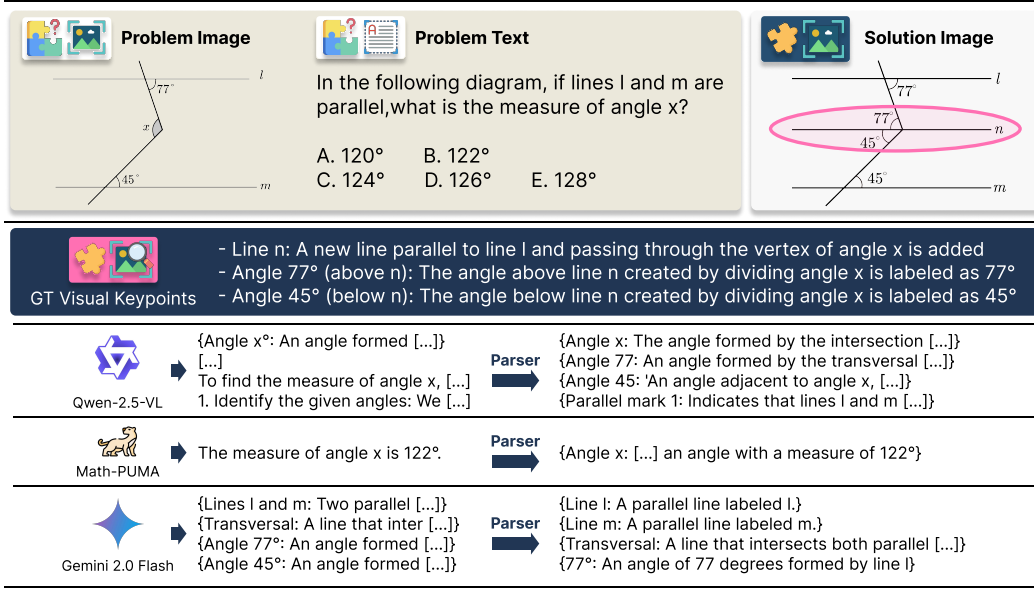 Problem Image
l
77°
x
45°
m
Problem Text
In the following diagram, if lines l and m are
parallel,what is the measure of angle x?
A. 120° B. 122°
C. 124° D. 126° E. 128°
Solution Image
l
77°
77°
n
45°
45°
m
GT Visual Keypoints
- Line n: A new line parallel to line l and passing through the vertex of angle x is added
- Angle 77° (above n): The angle above line n created by dividing angle x is labeled as 77°
- Angle 45° (below n): The angle below line n created by dividing angle x is labeled as 45°
Qwen-2.5-VL
{Angle x°: An angle formed [...]}
[...]
To find the measure of angle x, [...]
1. Identify the given angles: We [...]
Parser
{Angle x: The angle formed by the intersection [...]}
{Angle 77: An angle formed by the transversal [...]}
{Angle 45: 'An angle adjacent to angle x, [...]}
{Parallel mark 1: Indicates that lines l and m [...]}
Math-PUMA
The measure of angle x is 122°.
Parser
{Angle x: [...] an angle with a measure of 122°}
Gemini 2.0 Flash
{Lines l and m: Two parallel [...]}
{Transversal: A line that inter [...]}
{Angle 77°: An angle formed [...]}
{Angle 45°: An angle formed [...]}
Parser
{Line l: A parallel line labeled l.}
{Line m: A parallel line labeled m.}
{Transversal: A line that intersects both parallel [...]}
{77°: An angle of 77 degrees formed by line l}